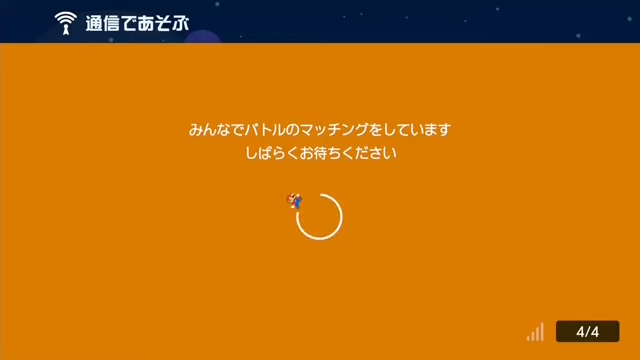 通信であそぶ
みんなでバトルのマッチングをしています
しばらくお待ちください
4/4